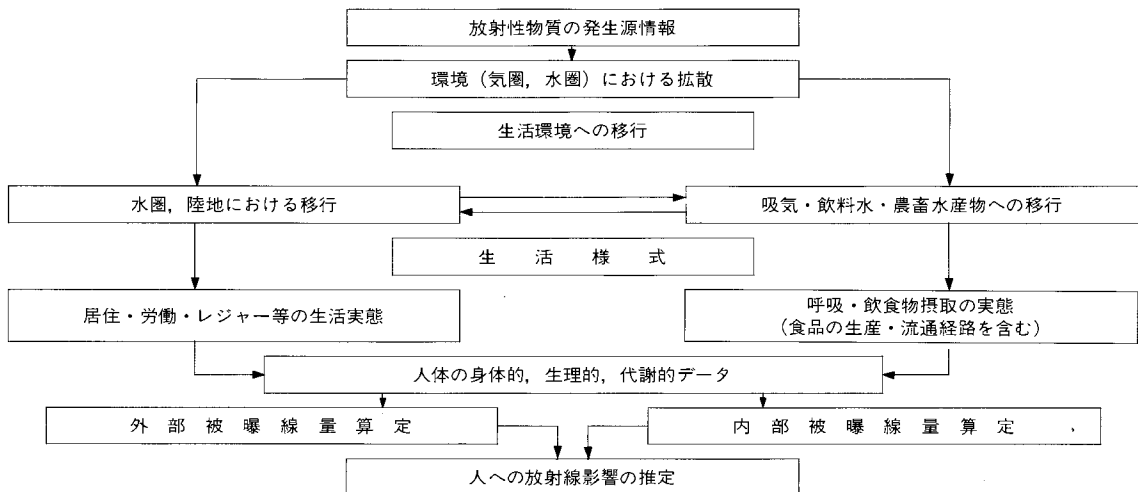 放射性物質の発生源情報
環境(気圏,水圏)における拡散
生活環境への移行
水圏,陸地における移行
吸気・飲料水・農畜水産物への移行
生活様式
居住・労働・レジャー等の生活実態
呼吸・飲食物摂取の実態
(食品の生産・流通経路を含む)
人体の身体的,生理的,代謝的データ
外部被曝線量算定
内部被曝線量算定
人への放射線影響の推定